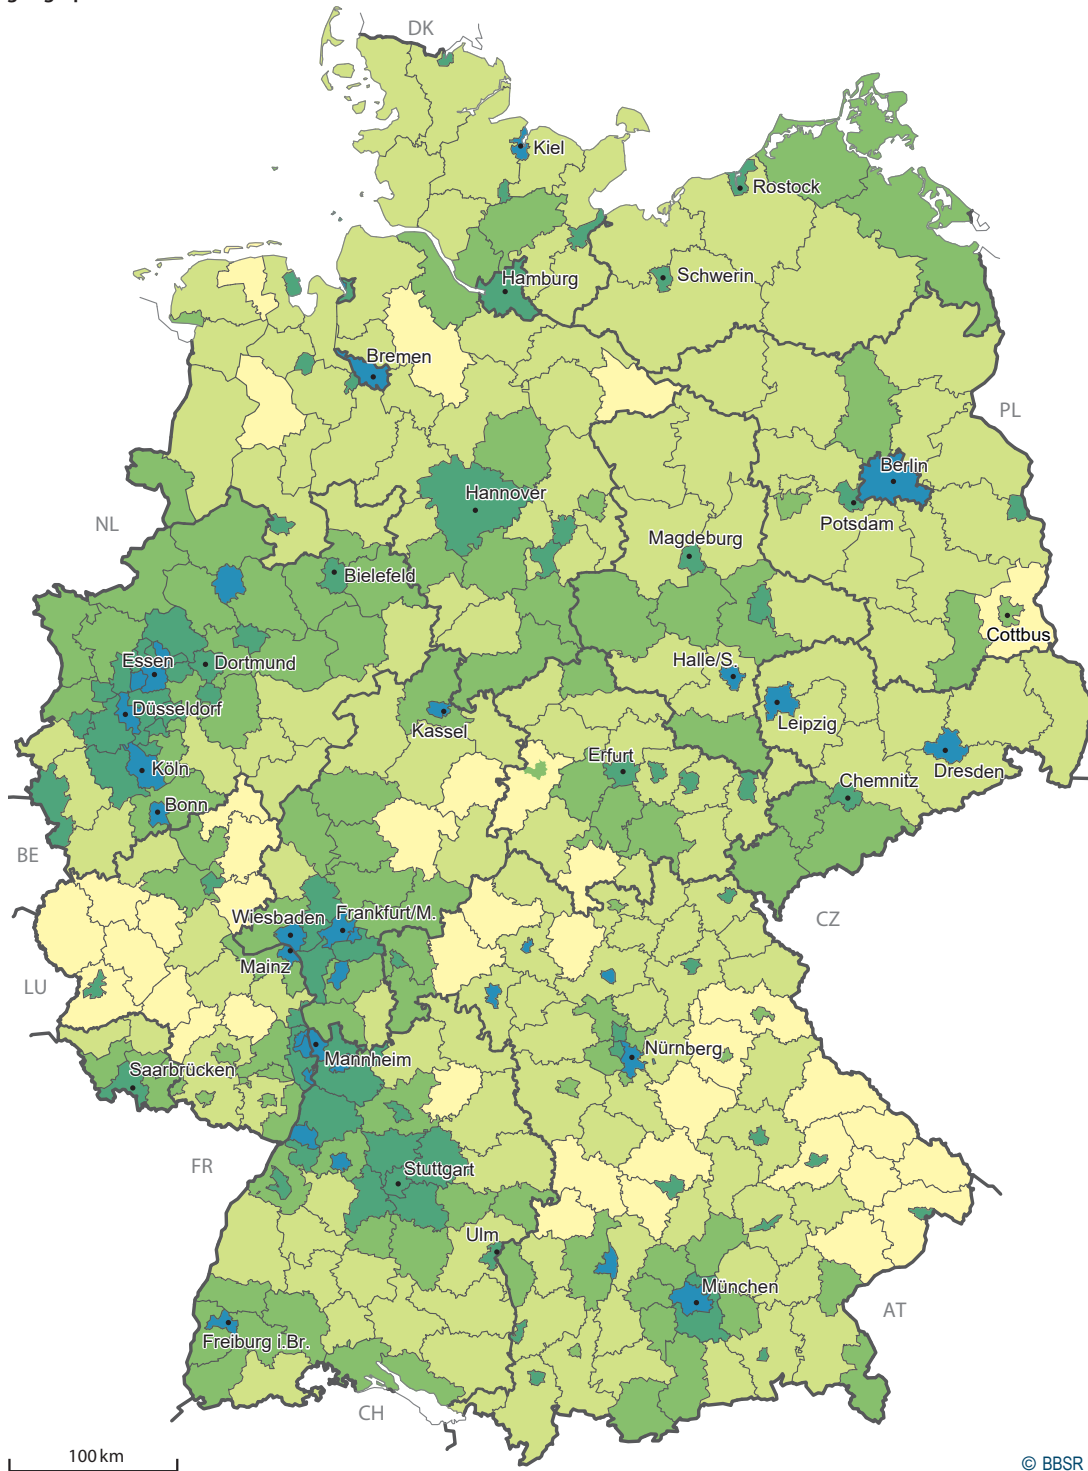 DK
Kiel
Rostock
Hamburg
Schwerin
Bremen
PL
Berlin
Hannover
Potsdam
NL
Magdeburg
Bielefeld
Cottbus
Essen
Dortmund
Halle/S.
Düsseldorf
Leipzig
Kassel
Erfurt
Köln
Dresden
Chemnitz
Bonn
BE
Wiesbaden
Frankfurt/M.
CZ
Mainz
LU
Nürnberg
Mannheim
Saarbrücken
FR
Stuttgart
Ulm
München
AT
Freiburg i.Br.
CH
100 km
© BBSR